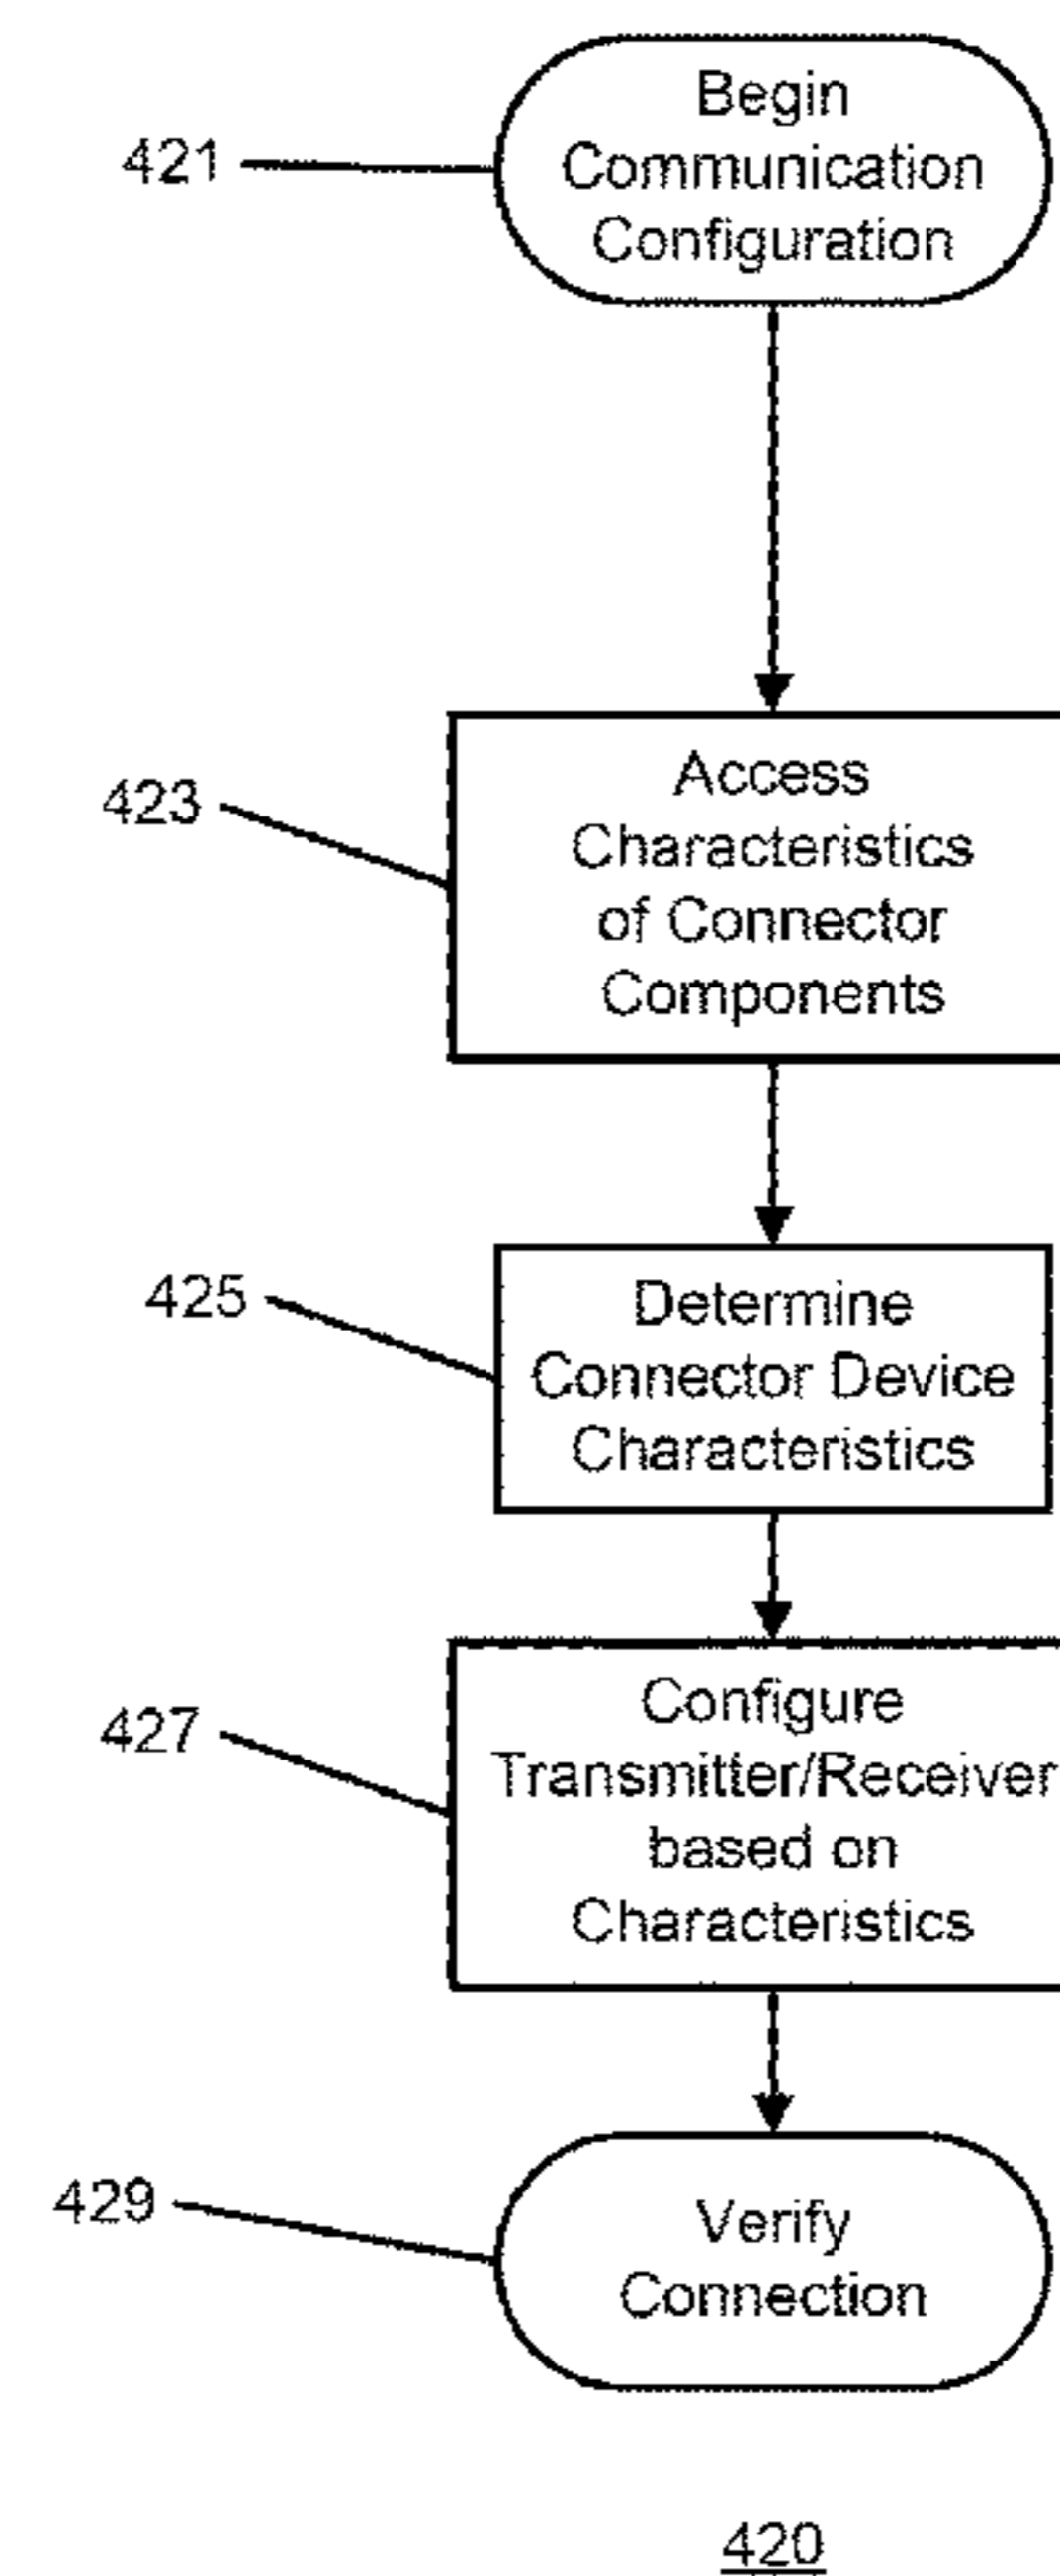 421
Begin
Communication
Configuration
423
Access
Characteristics
of Connector
Components
425
Determine
Connector Device
Characteristics
427
Configure
Transmitter/Receiver
based on
Characteristics
429
Verify
Connection
420